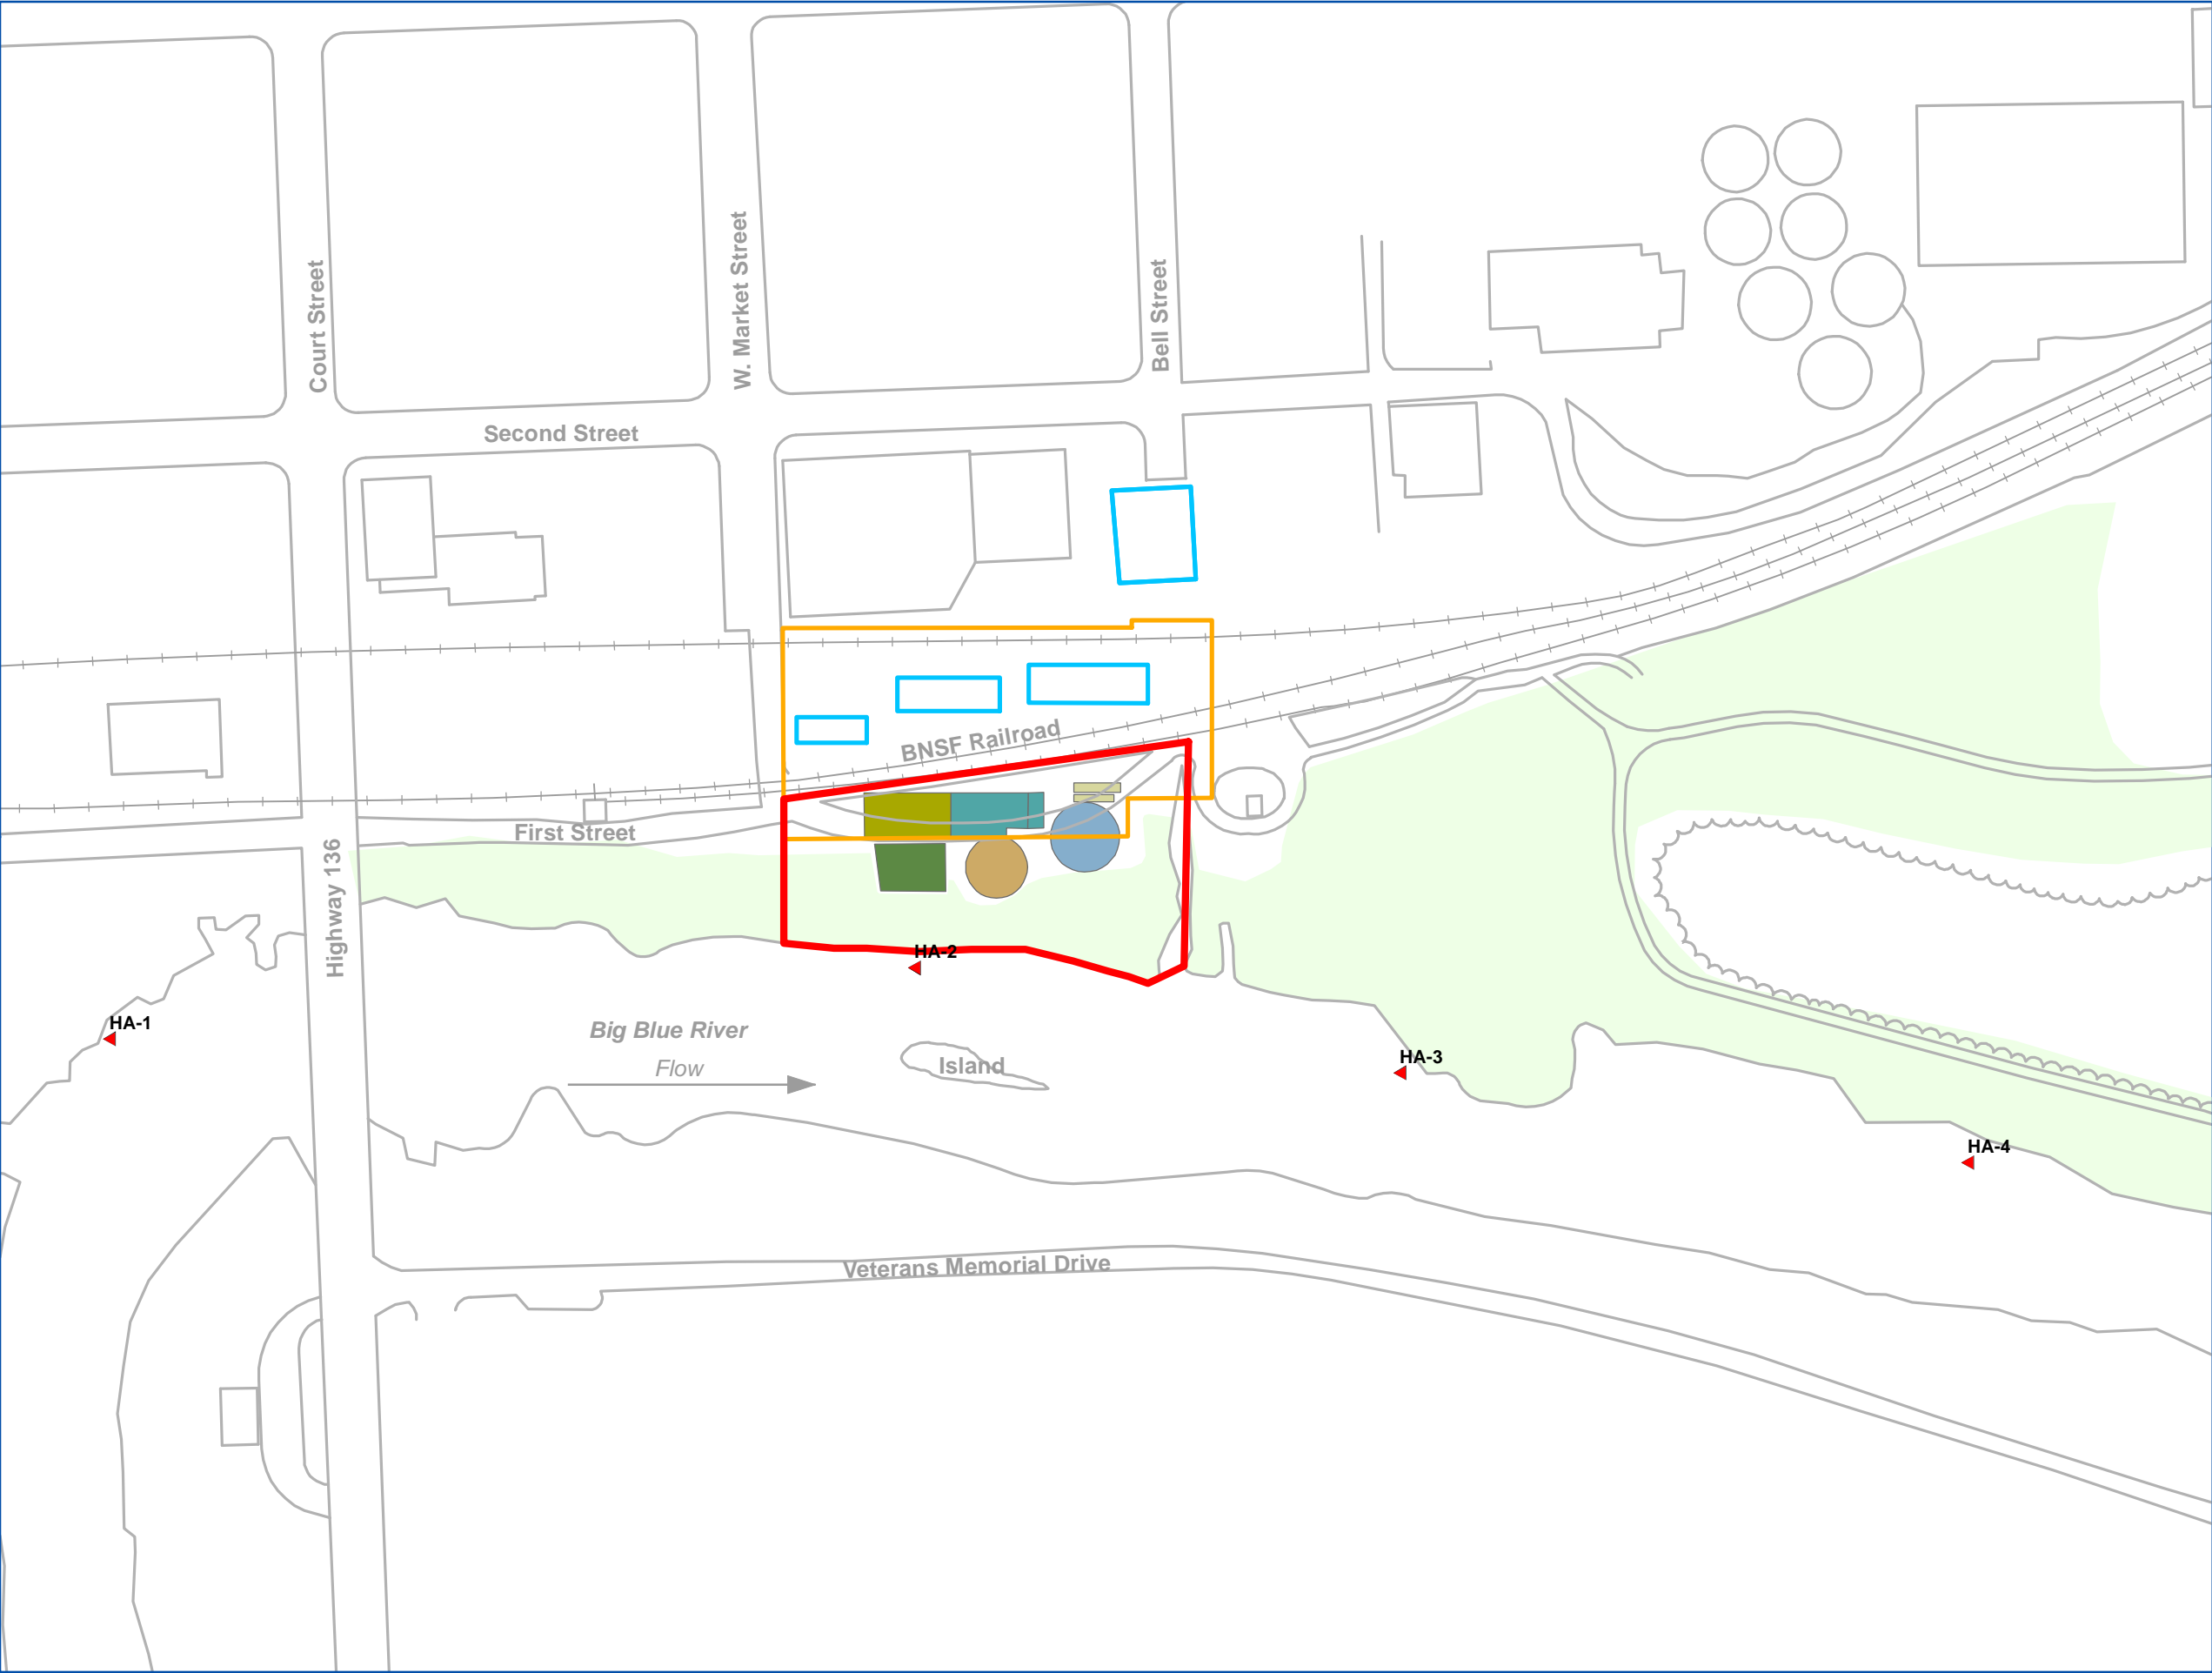 Court Street
W. Market Street
Bell Street
Second Street
BNSF Railroad
First Street
Highway 136
HA-2
HA-1
Big Blue River
Flow
Island
HA-3
HA-4
Veterans Memorial Drive